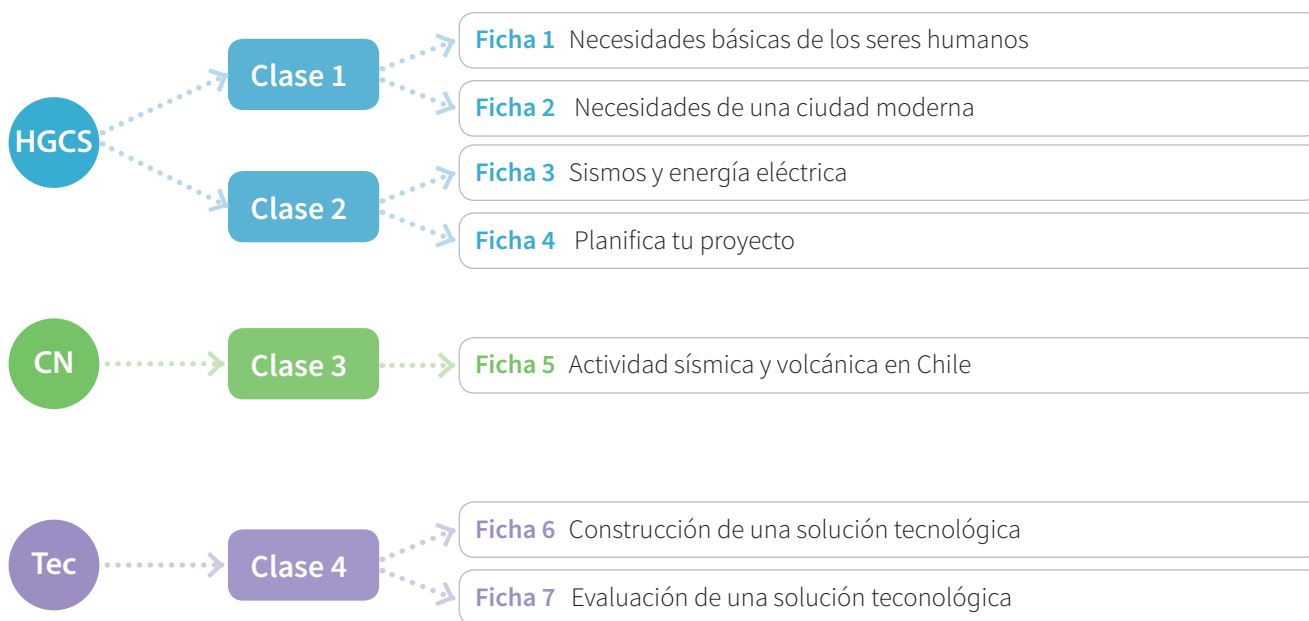 HGCS
Clase 1
Ficha 1 Necesidades básicas de los seres humanos
Ficha 2 Necesidades de una ciudad moderna
Clase 2
Ficha 3 Sismos y energía eléctrica
Ficha 4 Planifica tu proyecto
CN
Clase 3
Ficha 5 Actividad sísmica y volcánica en Chile
Tec
Clase 4
Ficha 6 Construcción de una solución tecnológica
Ficha 7 Evaluación de una solución teconológica